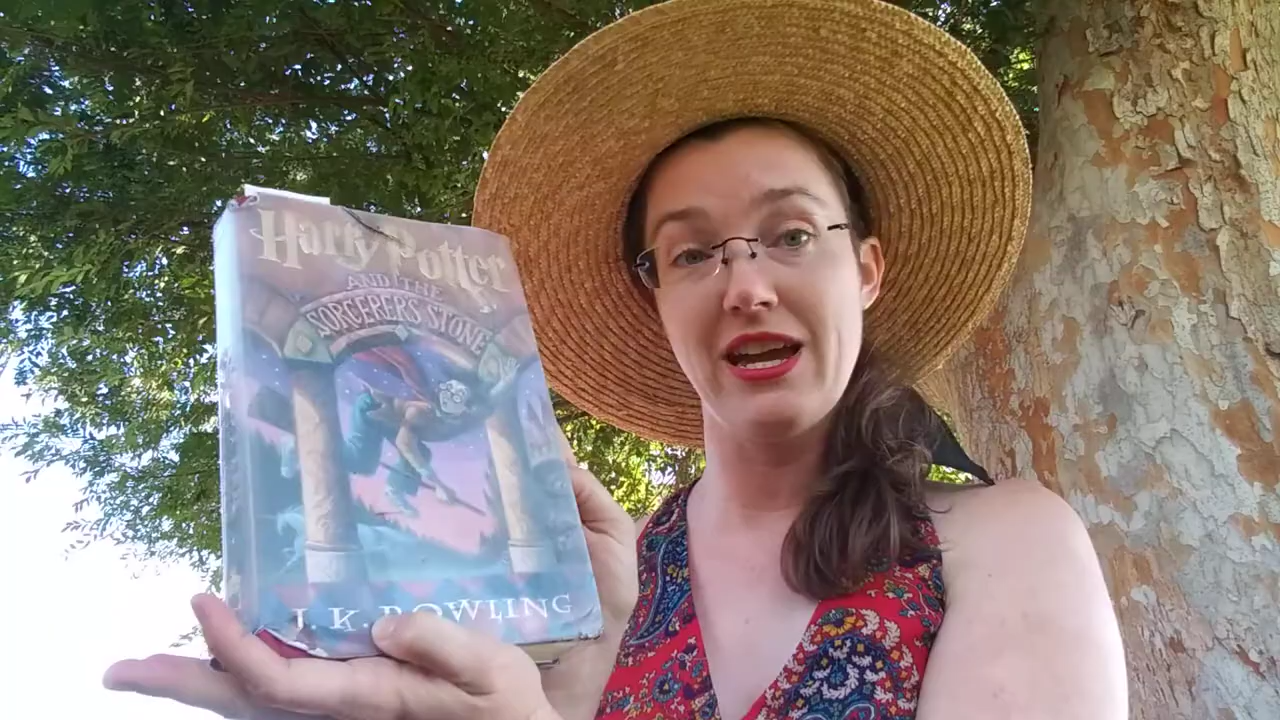 Harry Potter
AND THE
SORCERER'S STONE
J. K. ROWLING